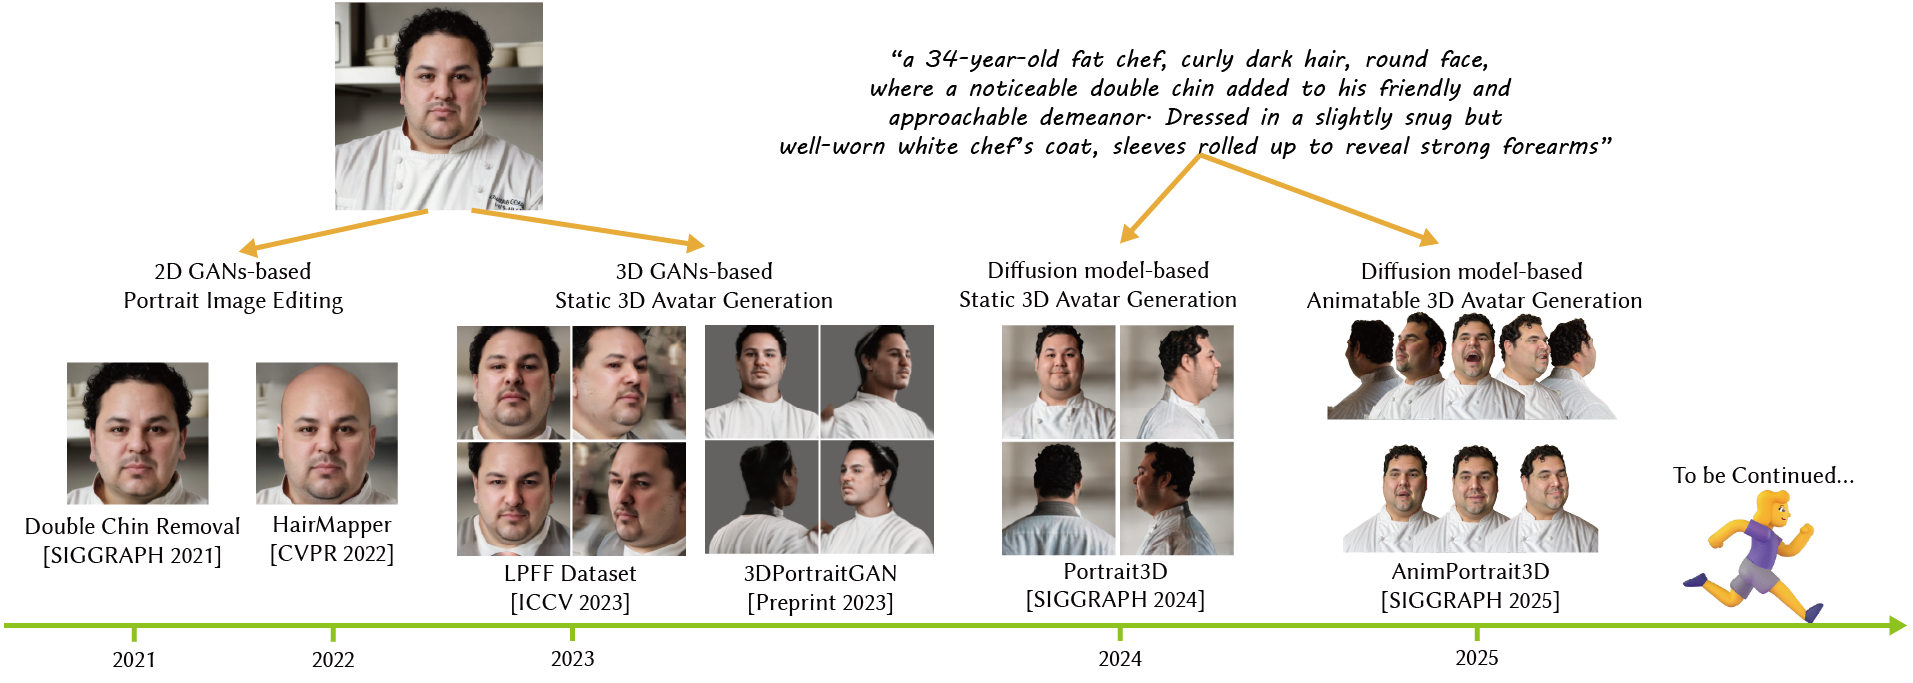 “a 34-year-old fat chef, curly dark hair, round face,
where a noticeable double chin added to his friendly and
approachable demeanor. Dressed in a slightly snug but
well-worn white chef’s coat, sleeves rolled up to reveal strong forearms”
2D GANs-based
Portrait Image Editing
3D GANs-based
Static 3D Avatar Generation
Diffusion model-based
Static 3D Avatar Generation
Diffusion model-based
Animatable 3D Avatar Generation
Double Chin Removal
[SIGGRAPH 2021]
HairMapper
[CVPR 2022]
LPFF Dataset
[ICCV 2023]
3DPortraitGAN
[Preprint 2023]
Portrait3D
[SIGGRAPH 2024]
AnimPortrait3D
[SIGGRAPH 2025]
To be Continued...
2021
2022
2023
2024
2025